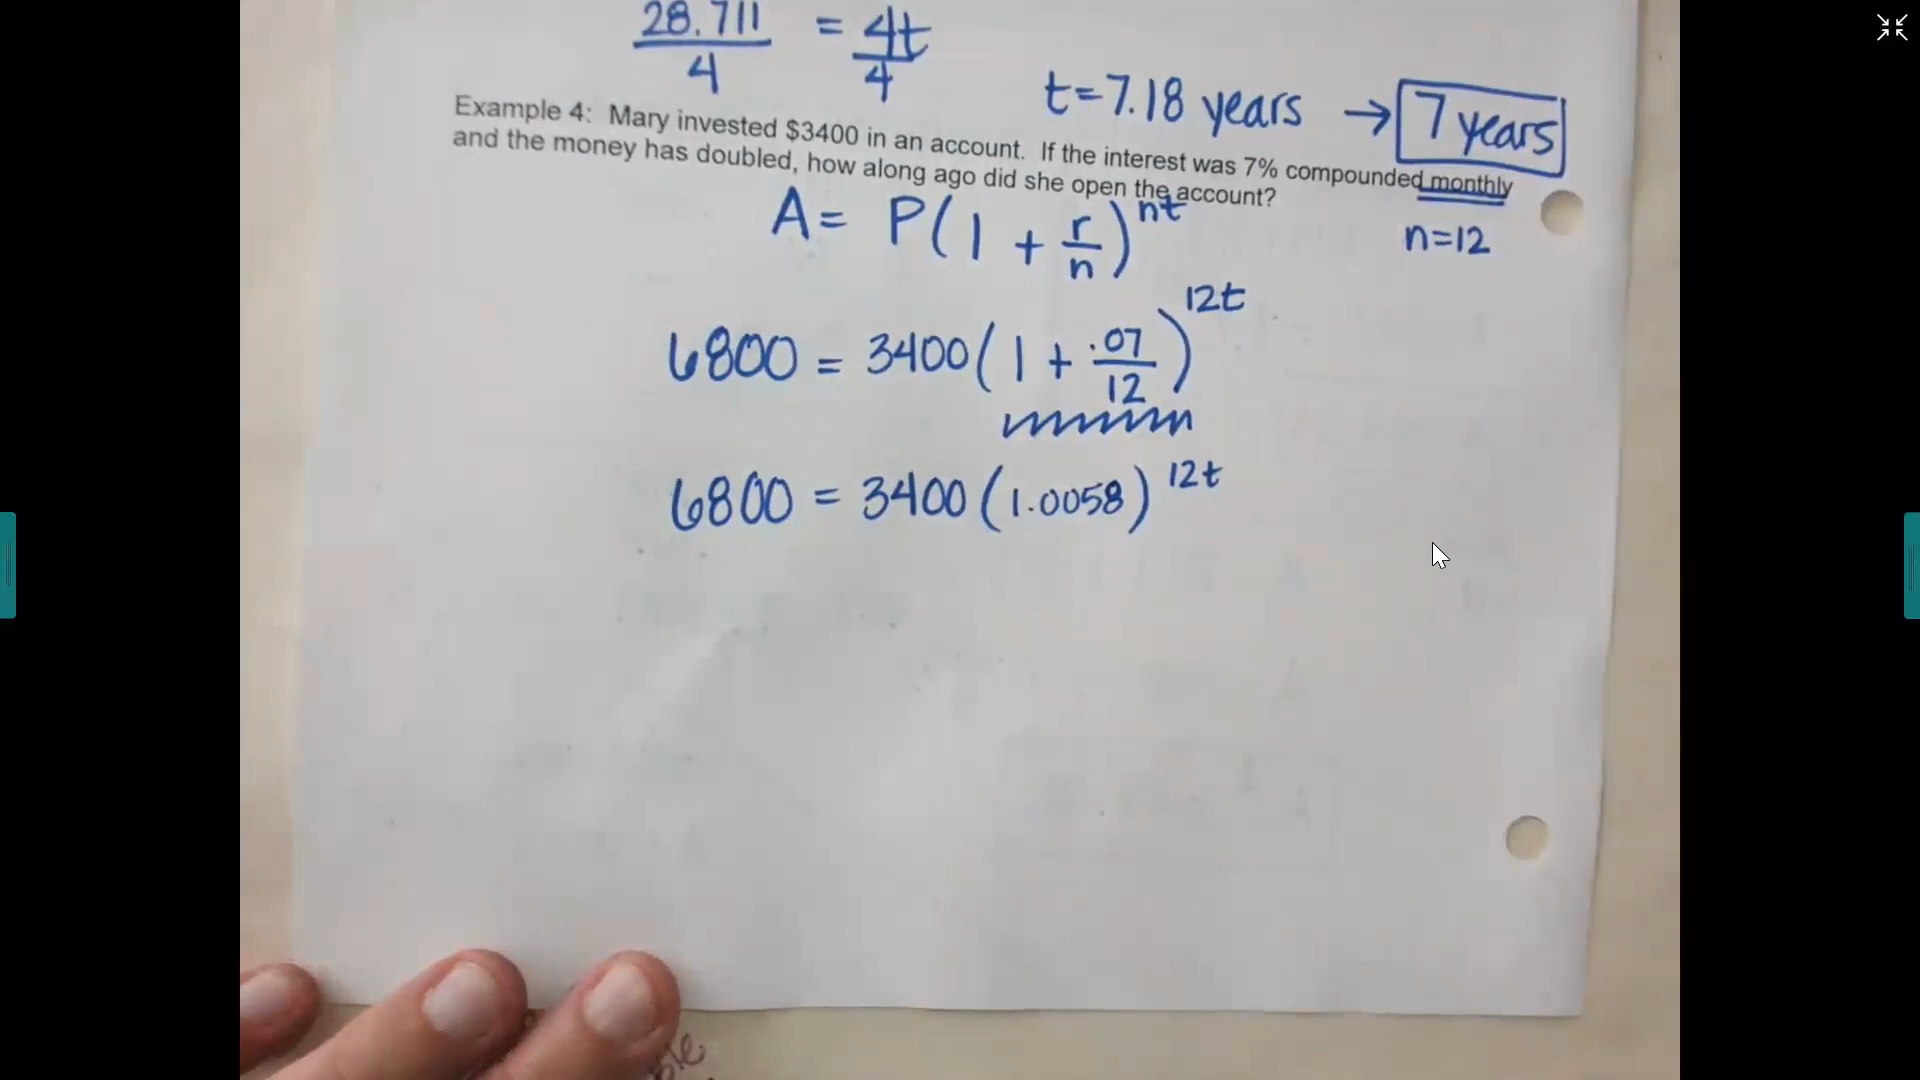 28.711 = 4t
4 4
t=7.18 years → 7 years
Example 4: Mary invested $3400 in an account. If the interest was 7% compounded monthly
and the money has doubled, how along ago did she open the account?
n=12
A = P(1 + r/n)^nt
6800 = 3400(1 + .07/12)^12t
6800 = 3400(1.0058)^12t